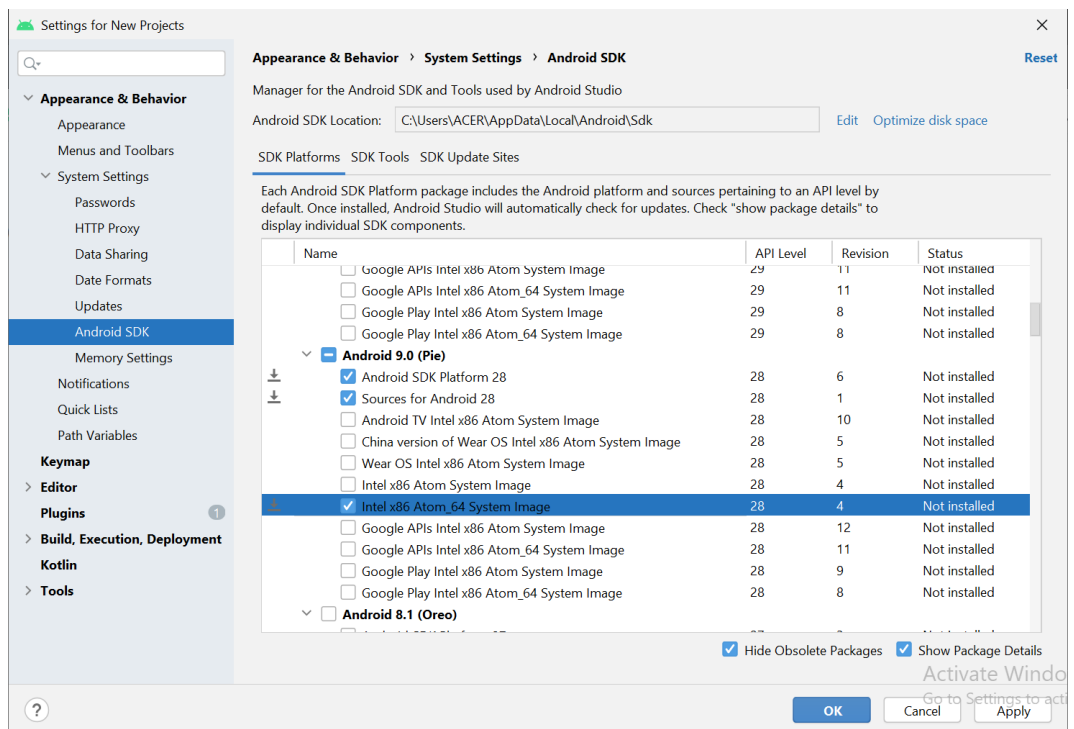 Settings for New Projects
Appearance & Behavior › System Settings › Android SDK
Reset
Manager for the Android SDK and Tools used by Android Studio
Android SDK Location: C:\Users\ACER\AppData\Local\Android\Sdk Edit Optimize disk space
SDK Platforms SDK Tools SDK Update Sites
Each Android SDK Platform package includes the Android platform and sources pertaining to an API level by
default. Once installed, Android Studio will automatically check for updates. Check "show package details" to
display individual SDK components.
Appearance & Behavior
Appearance
Menus and Toolbars
System Settings
Passwords
HTTP Proxy
Data Sharing
Date Formats
Updates
Android SDK
Memory Settings
Notifications
Quick Lists
Path Variables
Keymap
Editor
Plugins 1
Build, Execution, Deployment
Kotlin
Tools
Name API Level Revision Status
Google APIs Intel x86 Atom System Image 29 11 Not installed
Google APIs Intel x86 Atom_64 System Image 29 11 Not installed
Google Play Intel x86 Atom System Image 29 8 Not installed
Google Play Intel x86 Atom_64 System Image 29 8 Not installed
Android 9.0 (Pie)
Android SDK Platform 28 28 6 Not installed
Sources for Android 28 28 1 Not installed
Android TV Intel x86 Atom System Image 28 10 Not installed
China version of Wear OS Intel x86 Atom System Image 28 5 Not installed
Wear OS Intel x86 Atom System Image 28 5 Not installed
Intel x86 Atom System Image 28 4 Not installed
Intel x86 Atom_64 System Image 28 4 Not installed
Google APIs Intel x86 Atom System Image 28 12 Not installed
Google APIs Intel x86 Atom_64 System Image 28 11 Not installed
Google Play Intel x86 Atom System Image 28 9 Not installed
Google Play Intel x86 Atom_64 System Image 28 8 Not installed
Android 8.1 (Oreo)
Hide Obsolete Packages Show Package Details
Activate Windo
Go to Settings to acti
? OK Cancel Apply